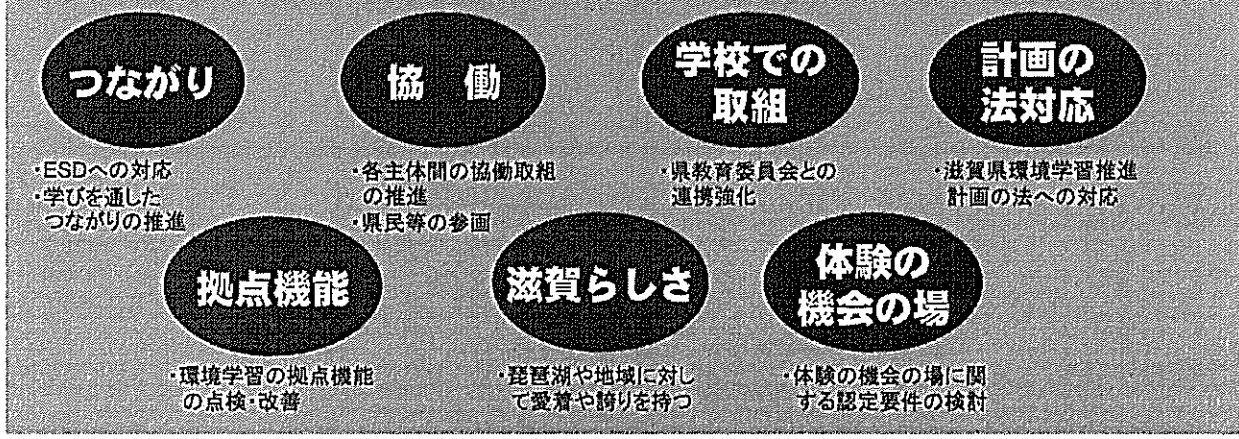 つながり
・ESDへの対応
・学びを通した
つながりの推進
協 働
・各主体間の協働取組
の推進
・県民等の参画
学校での
取組
・県教育委員会との
連携強化
計画の
法対応
・滋賀県環境学習推進
計画の法への対応
拠点機能
・環境学習の拠点機能
の点検・改善
滋賀らしさ
・琵琶湖や地域に対し
て愛着や誇りを持つ
体験の
機会の場
・体験の機会の場に関
する認定要件の検討